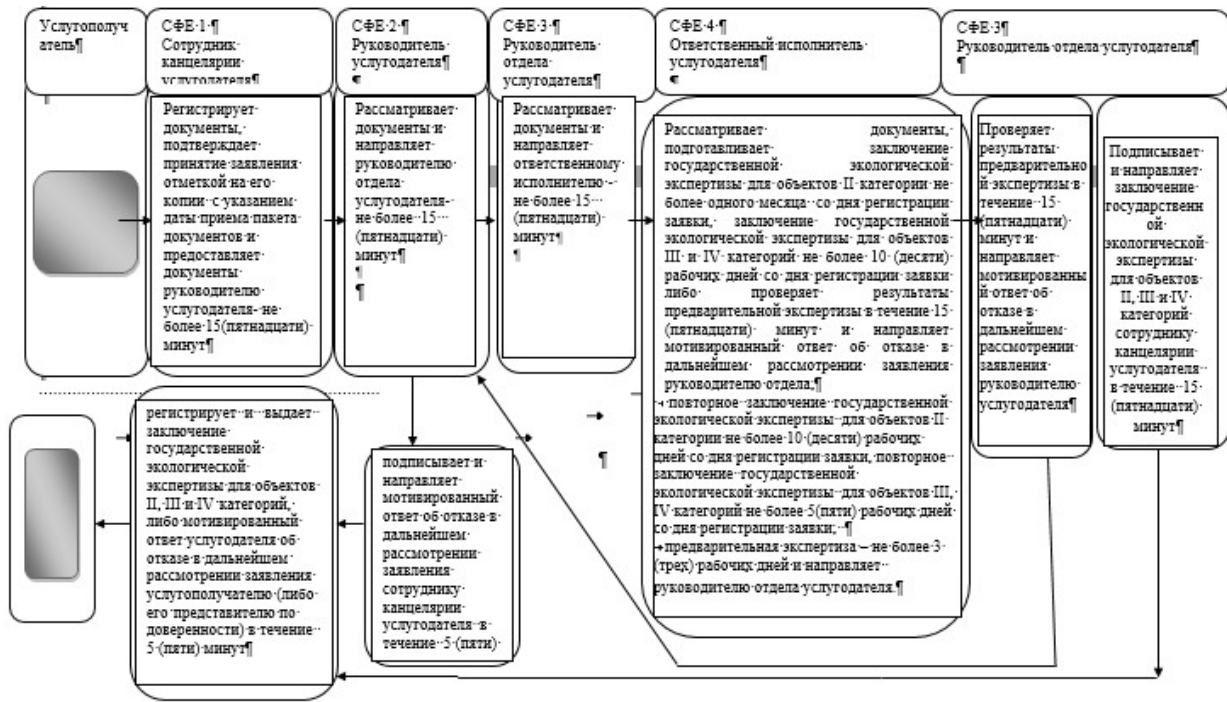 Услугополуч
атель¶
СФЕ·1·¶
Сотрудник·
канцелярии·
услугодателя¶
СФЕ·2·¶
Руководитель·
услугодателя¶
¶
СФЕ·3·¶
Руководитель·
отдела·
услугодателя¶
СФЕ·4·¶
Ответственный·исполнитель·
услугодателя¶
¶
СФЕ·3¶
Руководитель·отдела·услугодателя¶
¶
Регистрирует·
документы,·
подтверждает·
принятие·заявления·
отметкой·на·его·
копии··с·указанием·
даты·приема·пакета·
документов·и·
предоставляет·
документы·
руководителю·
услугодателя-·не·
более·15(пятнадцати)·
минут¶
Рассматривает·
документы·и·
направляет·
руководителю·
отдела·
услугодателя-·
не·более··15···
(пятнадцати)·
минут¶
¶
¶
Рассматривает·
документы·и·
направляет·
ответственному·
исполнителю·-·
не·более·15···
(пятнадцати)·
минут¶
¶
Рассматривает· документы,·
подготавливает· заключение·
государственной· экологической·
экспертизы·для·объектов·II·категории·не·
более·одного·месяца··со·дня·регистрации·
заявки,· заключение· государственной·
экологической· экспертизы· для· объектов·
III· и· IV· категорий· не· более· 10· (десяти)·
рабочих·дней·со·дня·регистрации·заявки·
либо· проверяет· результаты·
предварительной·экспертизы·в·течение·15·
(пятнадцати)· минут· и· направляет·
мотивированный· ответ· об· отказе· в·
дальнейшем· рассмотрении· заявления·
руководителю·отдела;¶
·повторное··заключение··государственной·
экологической·экспертизы··для·объектов·II·
категории·не·более·10·(десяти)·рабочих·
дней·со·дня·регистрации·заявки,·повторное··
заключение··государственной·
экологической·экспертизы··для·объектов·III,·
IV·категорий·не·более·5(пяти)·рабочих·дней·
со·дня·регистрации·заявки;··¶
предварительная·экспертиза·–·не·более·3·
(трех)·рабочих·дней·и·направляет··
руководителю·отдела·услугодателя.¶
Проверяет·
результаты·
предварительно
й·экспертизы·в·
течение··15·
(пятнадцати)·
минут·и·
направляет·
мотивированны
й·ответ·об·
отказе·в·
дальнейшем·
рассмотрении·
заявления·
руководителю·
услугодателя¶
Подписывает·
и·направляет·
заключение·
государственн
ой·
экологической·
экспертизы·
для·объектов·
II,·III·и·IV·
категорий·
сотруднику·
канцелярии·
услугодателя··
в·течение··15·
(пятнадцати)·
минут¶
регистрирует··и··выдает··
заключение·
государственной·
экологической·
экспертизы·для·объектов·
II,·III·и·IV·категорий,·
либо·мотивированный·
ответ·услугодателя·об·
отказе·в·дальнейшем·
рассмотрении·заявления·
услугополучателю·(либо·
его·представителю·по·
доверенности)·в·течение··
5·(пяти)·минут¶
подписывает·и·
направляет·
мотивированный·
ответ·об·отказе·в·
дальнейшем·
рассмотрении·
заявления·
сотруднику·
канцелярии·
услугодателя··в·
течение··5·(пяти)·
¶